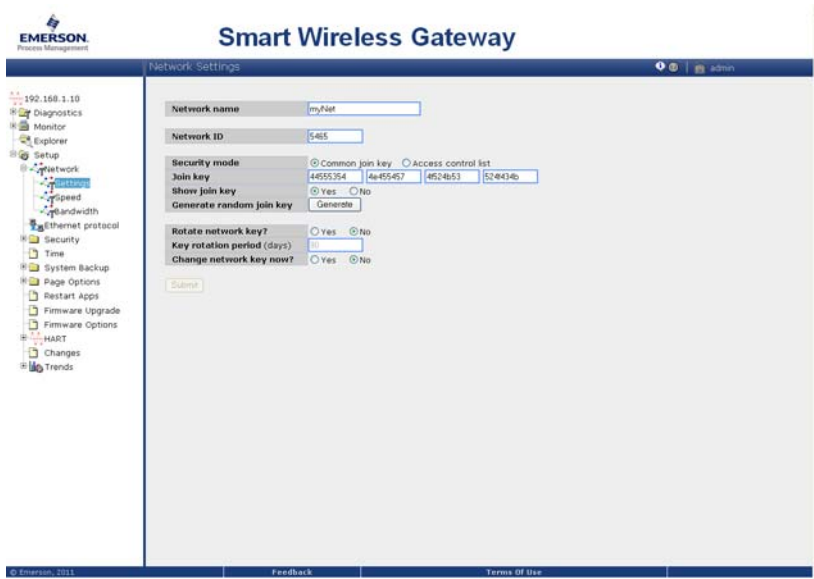 EMERSON.
Process Management
Smart Wireless Gateway
Network Settings
admin
192.168.1.10
Diagnostics
Monitor
Explorer
Setup
Network
Settings
Speed
Bandwidth
Ethernet protocol
Security
Time
System Backup
Page Options
Restart Apps
Firmware Upgrade
Firmware Options
HART
Changes
Trends
Network name myNet
Network ID 5465
Security mode Common join key Access control list
Join key 44555354 4e455457 4f524b53 524f434b
Show join key Yes No
Generate random join key Generate
Rotate network key? Yes No
Key rotation period (days)
Change network key now? Yes No
Submit
© Emerson, 2011 Feedback Terms Of Use